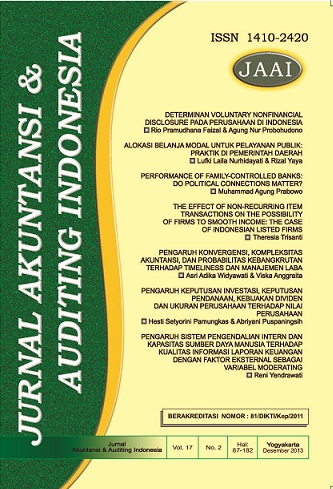 JURNAL AKUNTANSI &
AUDITING INDONESIA
ISSN 1410-2420
JAAI
DETERMINAN VOLUNTARY NONFINANCIAL
DISCLOSURE PADA PERUSAHAAN DI INDONESIA
Rio Pramudhana Faizal & Agung Nur Probohudono
ALOKASI BELANJA MODAL UNTUK PELAYANAN PUBLIK:
PRAKTIK DI PEMERINTAH DAERAH
Lufki Laila Nurhidayati & Rizal Yaya
PERFORMANCE OF FAMILY-CONTROLLED BANKS:
DO POLITICAL CONNECTIONS MATTER?
Muhammad Agung Prabowo
THE EFFECT OF NON-RECURRING ITEM
TRANSACTIONS ON THE POSSIBILITY
OF FIRMS TO SMOOTH INCOME: THE CASE
OF INDONESIAN LISTED FIRMS
Theresia Trisanti
PENGARUH KONVERGENSI, KOMPLEKSITAS
AKUNTANSI, DAN PROBABILITAS KEBANGKRUTAN
TERHADAP TIMELINESS DAN MANAJEMEN LABA
Asri Adika Widyawati & Viska Anggraita
PENGARUH KEPUTUSAN INVESTASI, KEPUTUSAN
PENDANAAN, KEBIJAKAN DIVIDEN
DAN UKURAN PERUSAHAAN TERHADAP NILAI
PERUSAHAAN
Hesti Setyorini Pamungkas & Abriyani Puspaningsih
PENGARUH SISTEM PENGENDALIAN INTERN DAN
KAPASITAS SUMBER DAYA MANUSIA TERHADAP
KUALITAS INFORMASI LAPORAN KEUANGAN
DENGAN FAKTOR EKSTERNAL SEBAGAI
VARIABEL MODERATING
Reni Yendrawati
BERAKREDITASI NOMOR : 81/DIKTI/Kep/2011
Jurnal
Akuntansi & Auditing Indonesia
Vol. 17
No. 2
Hal:
87-182
Yogyakarta
Desember 2013